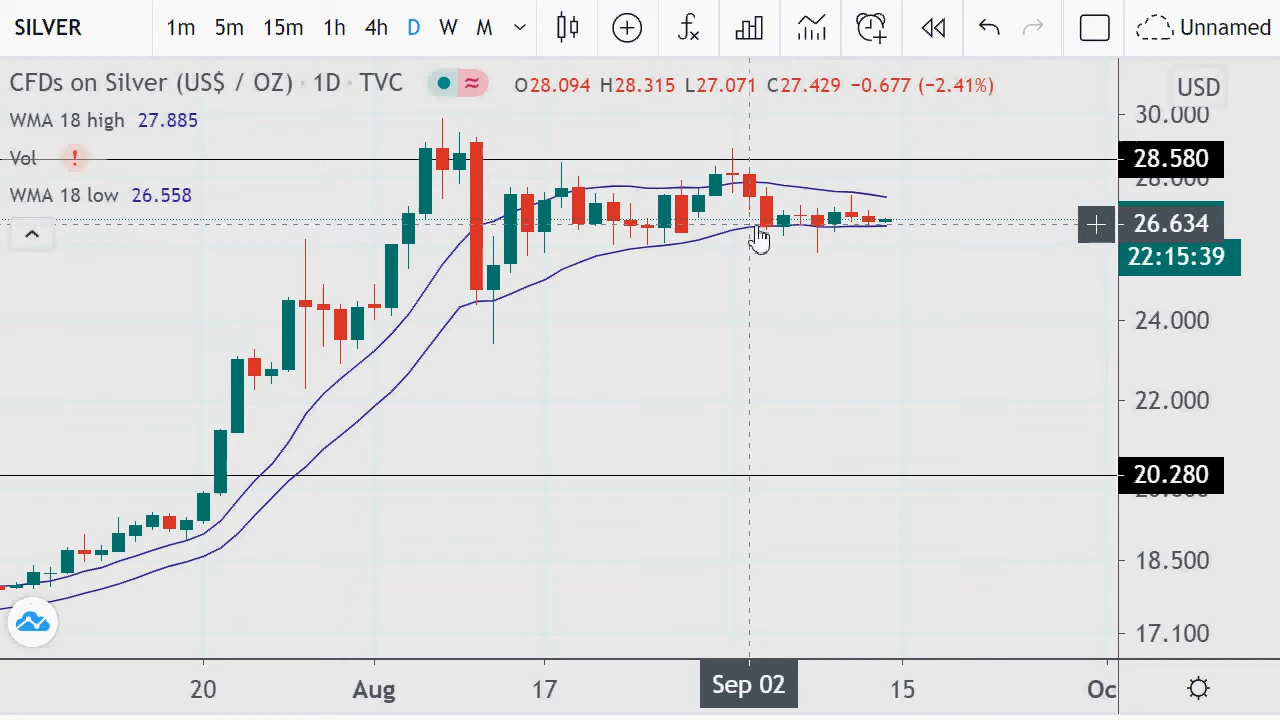 SILVER 1m 5m 15m 1h 4h D W M Unnamed
CFDs on Silver (US$ / OZ) · 1D · TVC O28.094 H28.315 L27.071 C27.429 −0.677 (−2.41%) USD
WMA 18 high 27.885
Vol !
WMA 18 low 26.558
30.000
28.580
28.000
26.634
22:15:39
24.000
22.000
20.280
18.500
17.100
20 Aug 17 Sep 02 15 Oc